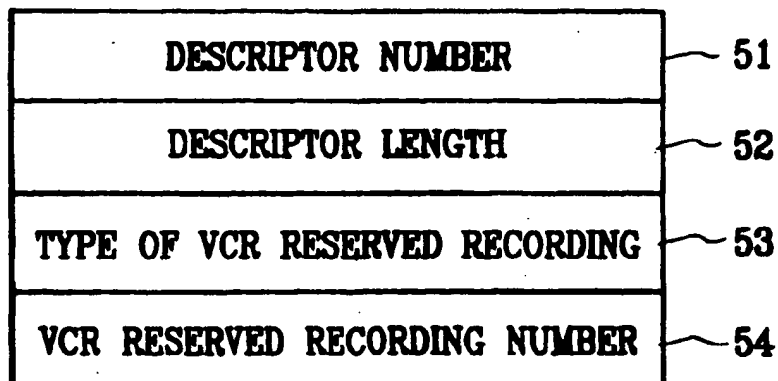 DESCRIPTOR NUMBER 51
DESCRIPTOR LENGTH 52
TYPE OF VCR RESERVED RECORDING 53
VCR RESERVED RECORDING NUMBER 54